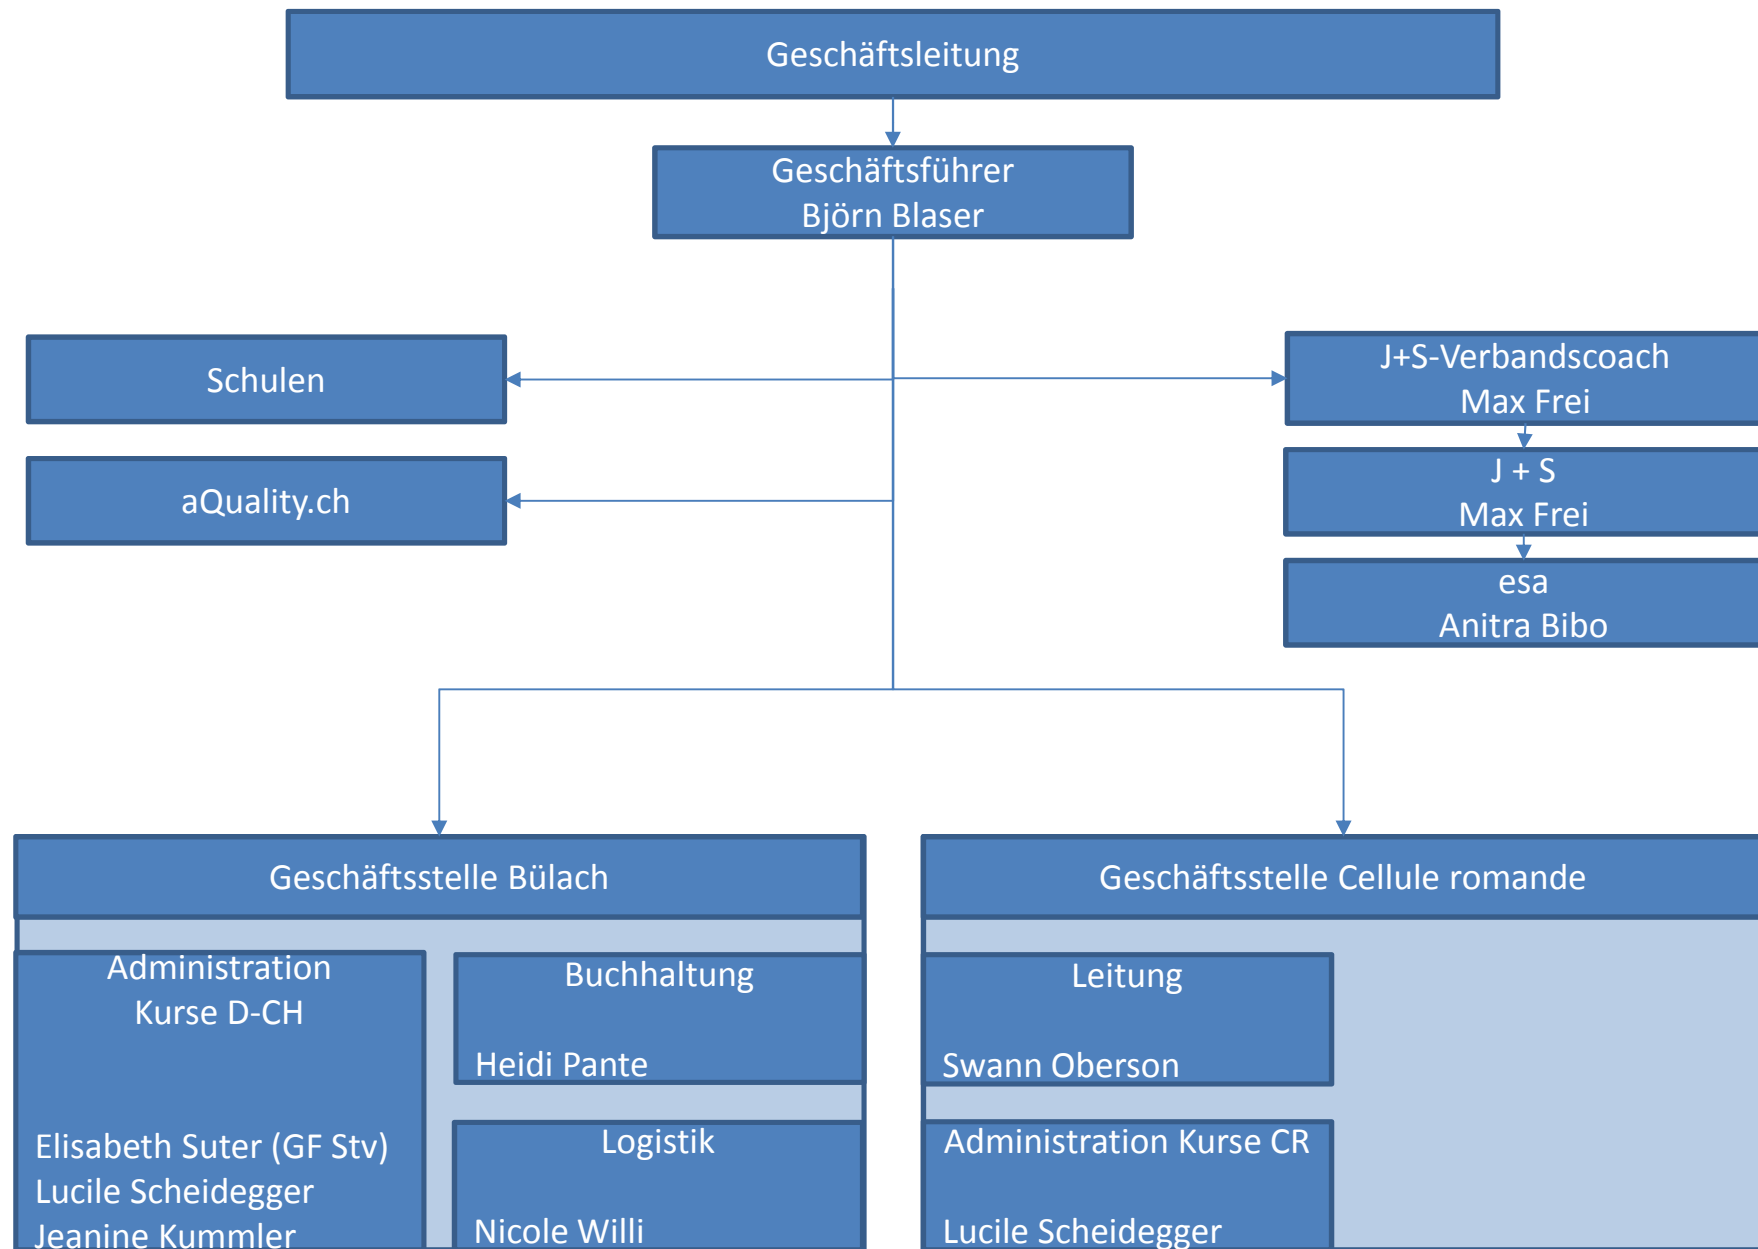 Geschäftsleitung
Geschäftsführer
Björn Blaser
Schulen
J+S-Verbandscoach
Max Frei
aQuality.ch
J + S
Max Frei
esa
Anitra Bibo
Geschäftsstelle Bülach
Administration
Kurse D-CH
Elisabeth Suter (GF Stv)
Lucile Scheidegger
Jeanine Kummler
Buchhaltung
Heidi Pante
Logistik
Nicole Willi
Geschäftsstelle Cellule romande
Leitung
Swann Oberson
Administration Kurse CR
Lucile Scheidegger